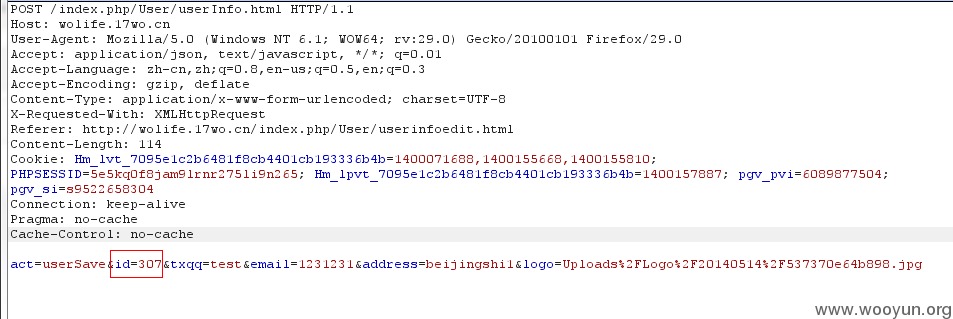 POST /index.php/User/userInfo.html HTTP/1.1
Host: wolife.17wo.cn
User-Agent: Mozilla/5.0 (Windows NT 6.1; WOW64; rv:29.0) Gecko/20100101 Firefox/29.0
Accept: application/json, text/javascript, */*; q=0.01
Accept-Language: zh-cn,zh;q=0.8,en-us;q=0.5,en;q=0.3
Accept-Encoding: gzip, deflate
Content-Type: application/x-www-form-urlencoded; charset=UTF-8
X-Requested-With: XMLHttpRequest
Referer: http://wolife.17wo.cn/index.php/User/userinfoedit.html
Content-Length: 114
Cookie: Hm_lvt_7095e1c2b6481f8cb4401cb193336b4b=1400071688,1400155668,1400155810;
PHPSESSID=5e5kq0f8jam9lrnr275li9n265; Hm_lpvt_7095e1c2b6481f8cb4401cb193336b4b=1400157887; pgv_pvi=6089877504;
pgv_si=s9522658304
Connection: keep-alive
Pragma: no-cache
Cache-Control: no-cache
act=userSave&id=307&txqq=test&email=1231231&address=beijingshi1&logo=Uploads%2FLogo%2F20140514%2F537370e64b898.jpg
www.wooyun.org